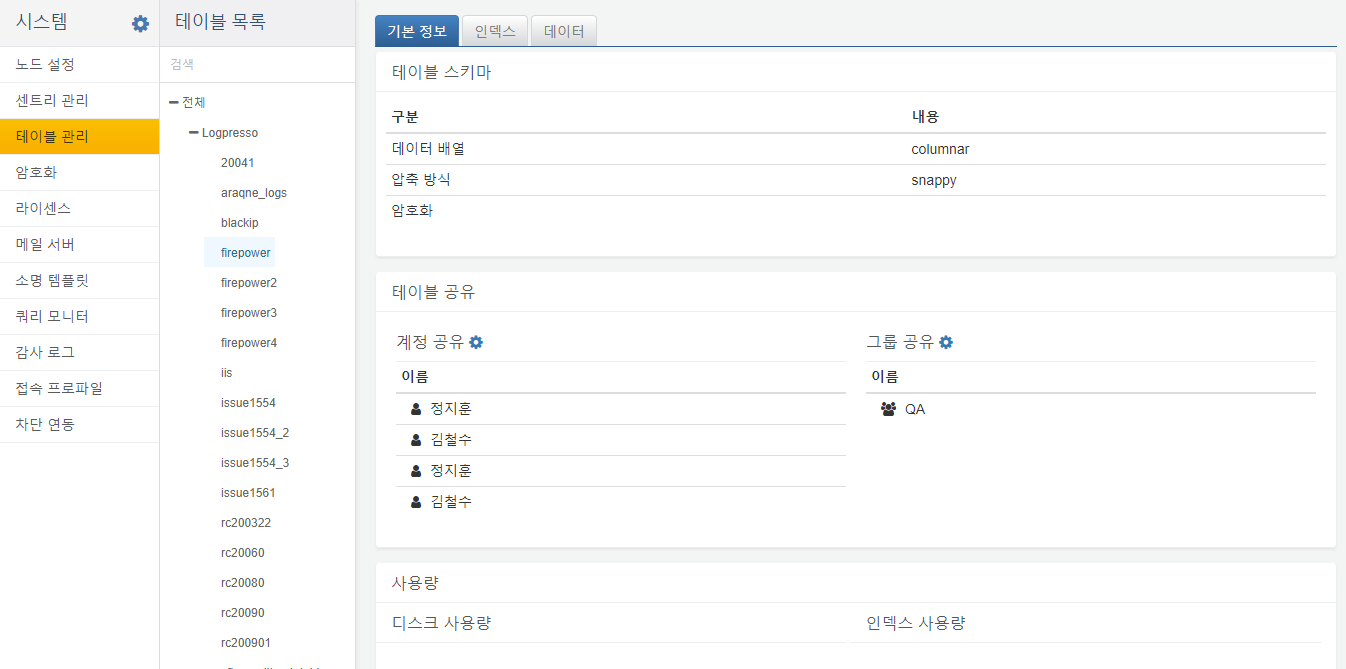 시스템
노드 설정
센트리 관리
테이블 관리
암호화
라이센스
메일 서버
소명 템플릿
쿼리 모니터
감사 로그
접속 프로파일
차단 연동
테이블 목록
검색
전체
Logpresso
20041
araqne_logs
blackip
firepower
firepower2
firepower3
firepower4
iis
issue1554
issue1554_2
issue1554_3
issue1561
rc200322
rc20060
rc20080
rc20090
rc200901
기본 정보 인덱스 데이터
테이블 스키마
구분 내용
데이터 배열 columnar
압축 방식 snappy
암호화
테이블 공유
계정 공유
이름
정지훈
김철수
정지훈
김철수
그룹 공유
이름
QA
사용량
디스크 사용량 인덱스 사용량